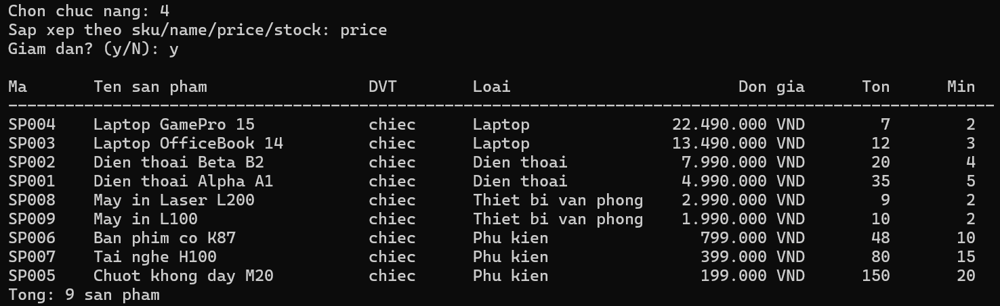 Chon chuc nang: 4
Sap xep theo sku/name/price/stock: price
Giam dan? (y/N): y
Ma Ten san pham DVT Loai Don gia Ton Min
--------------------------------------------------------------------------------------------------------
SP004 Laptop GamePro 15 chiec Laptop 22.490.000 VND 7 2
SP003 Laptop OfficeBook 14 chiec Laptop 13.490.000 VND 12 3
SP002 Dien thoai Beta B2 chiec Dien thoai 7.990.000 VND 20 4
SP001 Dien thoai Alpha A1 chiec Dien thoai 4.990.000 VND 35 5
SP008 May in Laser L200 chiec Thiet bi van phong 2.990.000 VND 9 2
SP009 May in L100 chiec Thiet bi van phong 1.990.000 VND 10 2
SP006 Ban phim co K87 chiec Phu kien 799.000 VND 48 10
SP007 Tai nghe H100 chiec Phu kien 399.000 VND 80 15
SP005 Chuot khong day M20 chiec Phu kien 199.000 VND 150 20
Tong: 9 san pham